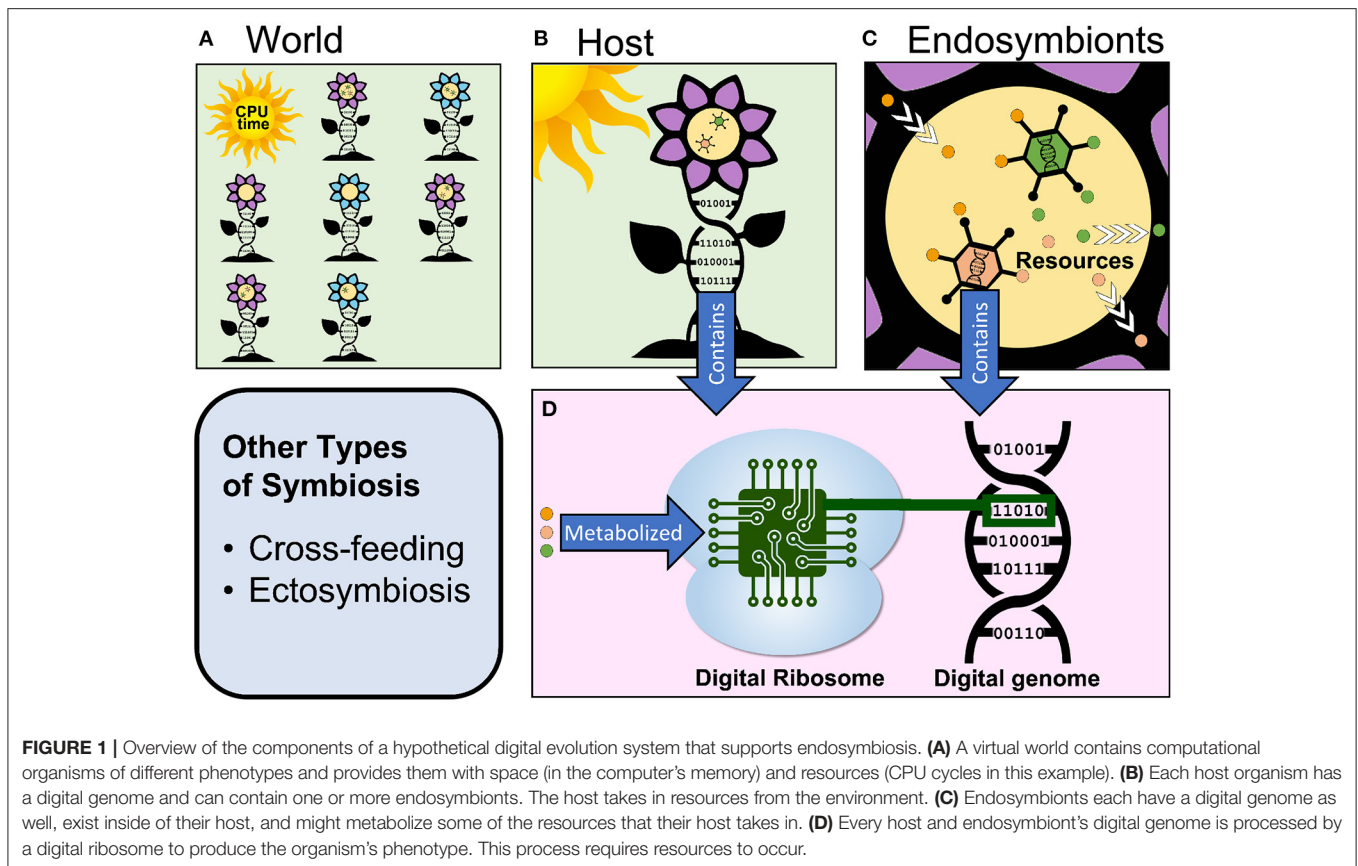 A World
CPU
time
B Host
01001
11010
010001
10111
Contains
C Endosymbionts
Resources
Contains
Other Types
of Symbiosis
• Cross-feeding
• Ectosymbiosis
D
Metabolized
01001
11010
010001
10111
00110
Digital Ribosome
Digital genome
FIGURE 1 | Overview of the components of a hypothetical digital evolution system that supports endosymbiosis. (A) A virtual world contains computational
organisms of different phenotypes and provides them with space (in the computer's memory) and resources (CPU cycles in this example). (B) Each host organism has
a digital genome and can contain one or more endosymbionts. The host takes in resources from the environment. (C) Endosymbionts each have a digital genome as
well, exist inside of their host, and might metabolize some of the resources that their host takes in. (D) Every host and endosymbiont's digital genome is processed by
a digital ribosome to produce the organism's phenotype. This process requires resources to occur.